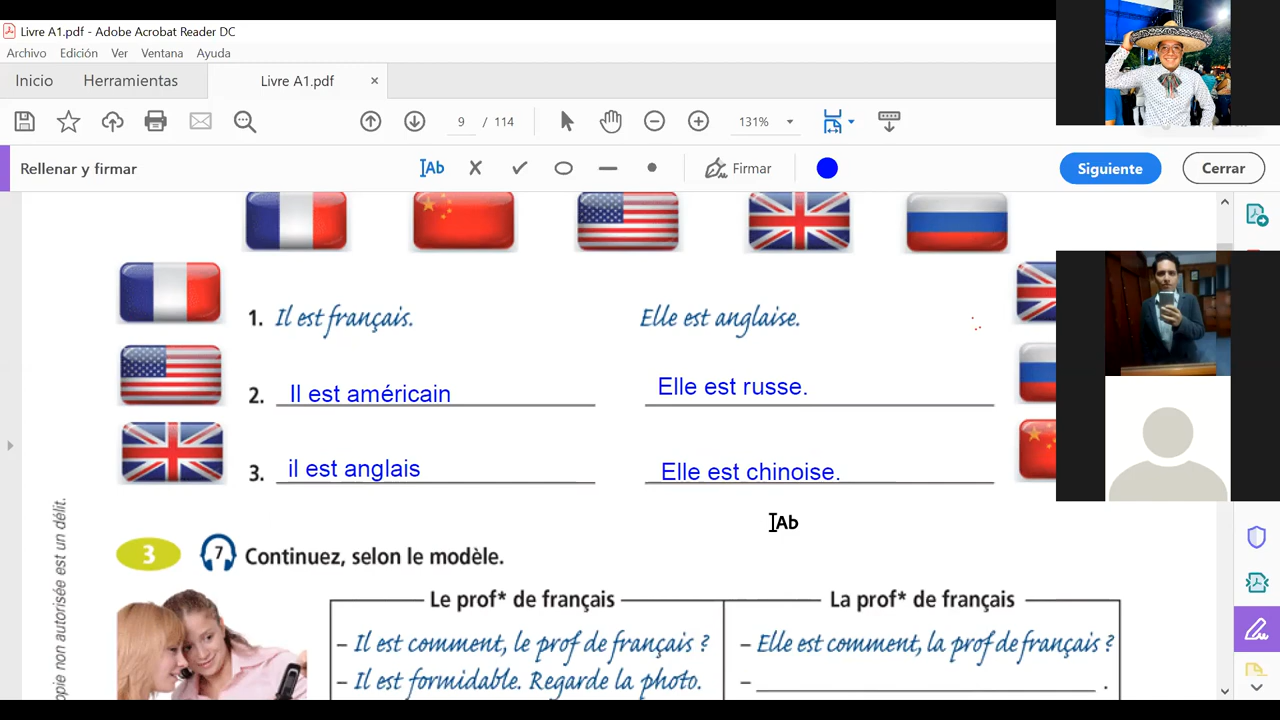 Livre A1.pdf - Adobe Acrobat Reader DC
Archivo Edición Ver Ventana Ayuda
Inicio Herramientas Livre A1.pdf ×
9 / 114 131%
Rellenar y firmar Ab Firmar Siguiente Cerrar
1. Il est français. Elle est anglaise.
2. Il est américain Elle est russe.
3. il est anglais Elle est chinoise.
Ab
3 7 Continuez, selon le modèle.
Le prof* de français La prof* de français
– Il est comment, le prof de français ? – Elle est comment, la prof de français ?
– Il est formidable. Regarde la photo. – .
opie non autorisée est un délit.